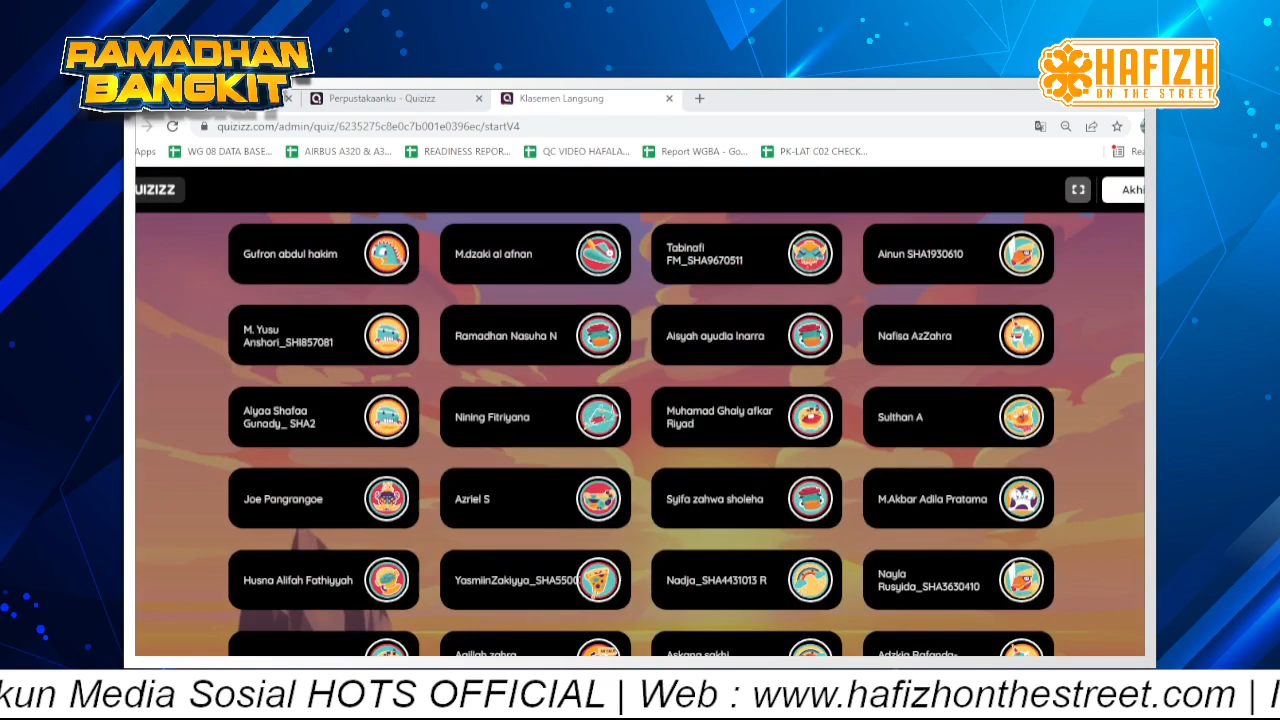 RAMADHAN
BANGKIT
HAFIZH
ON THE STREET
Perpustakaanku - Quizizz
Klasemen Langsung
quizizz.com/admin/quiz/6235275c8e0c7b001e0396ec/startV4
Apps WG 08 DATA BASE... AIRBUS A320 & A3... READINESS REPOR... QC VIDEO HAFALA... Report WGBA - Go... PK-LAT C02 CHECK... Rea
UIZIZZ
Akhi
Gufron abdul hakim
M.dzaki al afnan
Tabinafi
FM_SHA9670511
Ainun SHA1930610
M. Yusu
Anshori_SHI857081
Ramadhan Nasuha N
Aisyah ayudia inarra
Nafisa AzZahra
Alyaa Shafaa
Gunady_ SHA2
Nining Fitriyana
Muhamad Ghaly afkar
Riyad
Sulthan A
Joe Pangrangoe
Azriel S
Syifa zahwa sholeha
M.Akbar Adila Pratama
Husna Alifah Fathiyyah
YasmiinZakiyya_SHA5500
Nadja_SHA4431013 R
Nayla
Rusyida_SHA3630410
kun Media Sosial HOTS OFFICIAL | Web : www.hafizhonthestreet.com |